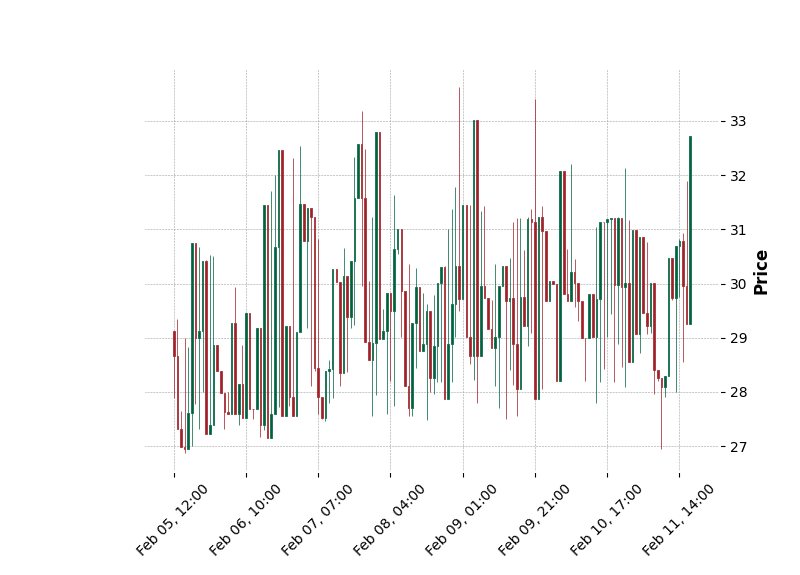 33
32
31
30
29
28
27
Price
Feb 05, 12:00
Feb 06, 10:00
Feb 07, 07:00
Feb 08, 04:00
Feb 09, 01:00
Feb 09, 21:00
Feb 10, 17:00
Feb 11, 14:00